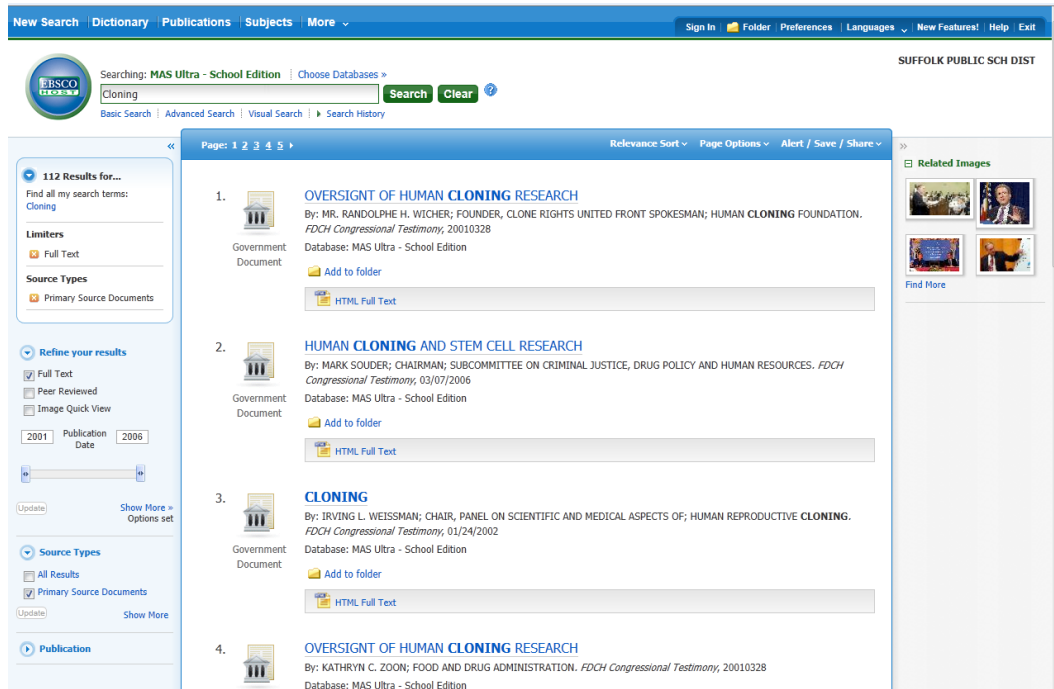 New Search Dictionary Publications Subjects More
Sign In Folder Preferences Languages New Features! Help Exit
SUFFOLK PUBLIC SCH DIST
EBSCO
HOST
Searching: MAS Ultra - School Edition Choose Databases »
Cloning
Search Clear
Basic Search Advanced Search Visual Search Search History
«
Page: 1 2 3 4 5
Relevance Sort Page Options Alert / Save / Share
»
112 Results for...
Find all my search terms:
Cloning
Limiters
Full Text
Source Types
Primary Source Documents
Refine your results
Full Text
Peer Reviewed
Image Quick View
2001 Publication Date 2006
Update
Show More »
Options set
Source Types
All Results
Primary Source Documents
Update
Show More
Publication
1.
Government
Document
OVERSIGNT OF HUMAN CLONING RESEARCH
By: MR. RANDOLPHE H. WICHER; FOUNDER, CLONE RIGHTS UNITED FRONT SPOKESMAN; HUMAN CLONING FOUNDATION.
FDCH Congressional Testimony, 20010328
Database: MAS Ultra - School Edition
Add to folder
HTML Full Text
2.
Government
Document
HUMAN CLONING AND STEM CELL RESEARCH
By: MARK SOUDER; CHAIRMAN; SUBCOMMITTEE ON CRIMINAL JUSTICE, DRUG POLICY AND HUMAN RESOURCES. FDCH
Congressional Testimony, 03/07/2006
Database: MAS Ultra - School Edition
Add to folder
HTML Full Text
3.
Government
Document
CLONING
By: IRVING L. WEISSMAN; CHAIR, PANEL ON SCIENTIFIC AND MEDICAL ASPECTS OF; HUMAN REPRODUCTIVE CLONING.
FDCH Congressional Testimony, 01/24/2002
Database: MAS Ultra - School Edition
Add to folder
HTML Full Text
4.
OVERSIGNT OF HUMAN CLONING RESEARCH
By: KATHRYN C. ZOON; FOOD AND DRUG ADMINISTRATION. FDCH Congressional Testimony, 20010328
Database: MAS Ultra - School Edition
Related Images
Find More